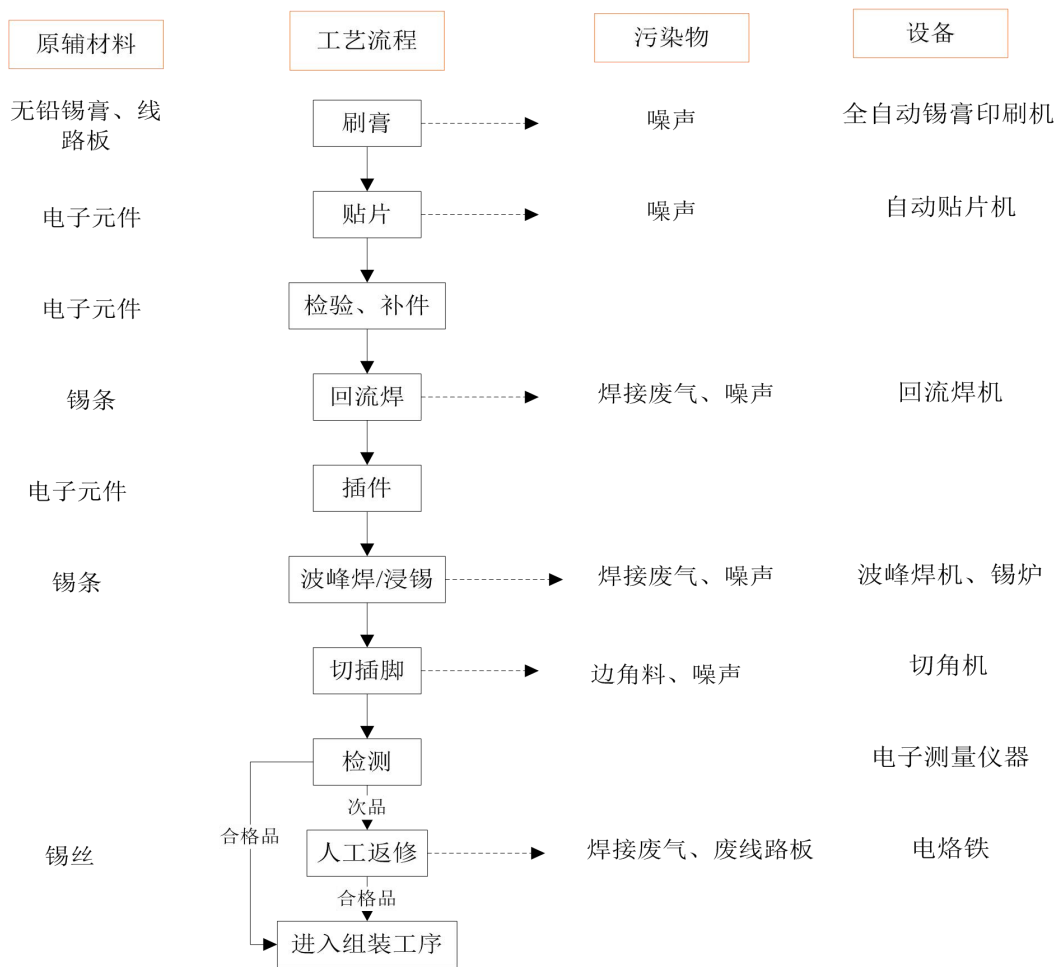 原辅材料
工艺流程
污染物
设备
无铅锡膏、线
路板
刷膏
噪声
全自动锡膏印刷机
电子元件
贴片
噪声
自动贴片机
电子元件
检验、补件
锡条
回流焊
焊接废气、噪声
回流焊机
电子元件
插件
锡条
波峰焊/浸锡
焊接废气、噪声
波峰焊机、锡炉
切插脚
边角料、噪声
切角机
检测
电子测量仪器
次品
合格品
锡丝
人工返修
焊接废气、废线路板
电烙铁
合格品
进入组装工序